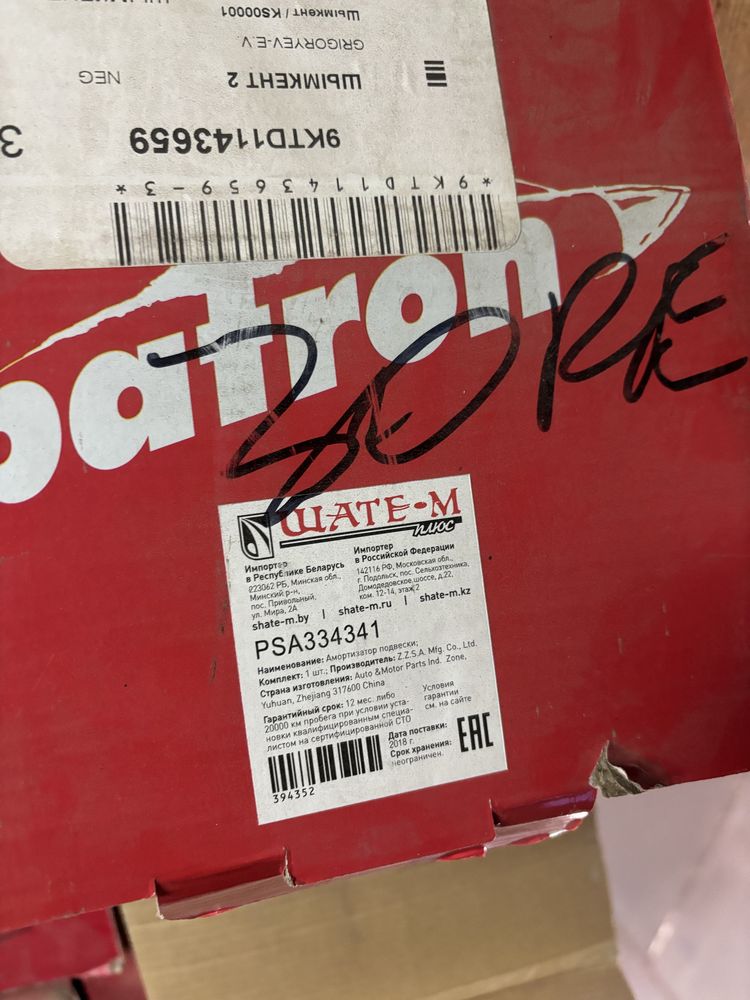 Шымкент / KS00001
GRIGORYEV-E.V
ШЫМКЕНТ 2 NEG
9KTD1143659 3
*9KTD1143659-3*
patron
ШАТЕ-М
плюс
Импортер
в Республике Беларусь
223062 РБ, Минская обл.,
Минский р-н,
пос. Привольный,
ул. Мира, 2А
Импортер
в Российской Федерации
142116 РФ, Московская обл.,
г. Подольск, пос. Сельхозтехника,
Домодедовское шоссе, д.22,
ком. 12-14, этаж 2
shate-m.by | shate-m.ru | shate-m.kz
PSA334341
Наименование: Амортизатор подвески;
Комплект: 1 шт.; Производитель: Z.Z.S.A. Mfg. Co., Ltd.
Страна изготовления: Auto &Motor Parts Ind. Zone,
Yuhuan, Zhejiang 317600 China
Гарантийный срок: 12 мес. либо
20000 км пробега при условии уста-
новки квалифицированным специа-
листом на сертифицированной СТО
Условия
гарантии
см. на сайте
Дата поставки:
2018 г.
Срок хранения:
неограничен.
EAC
394352